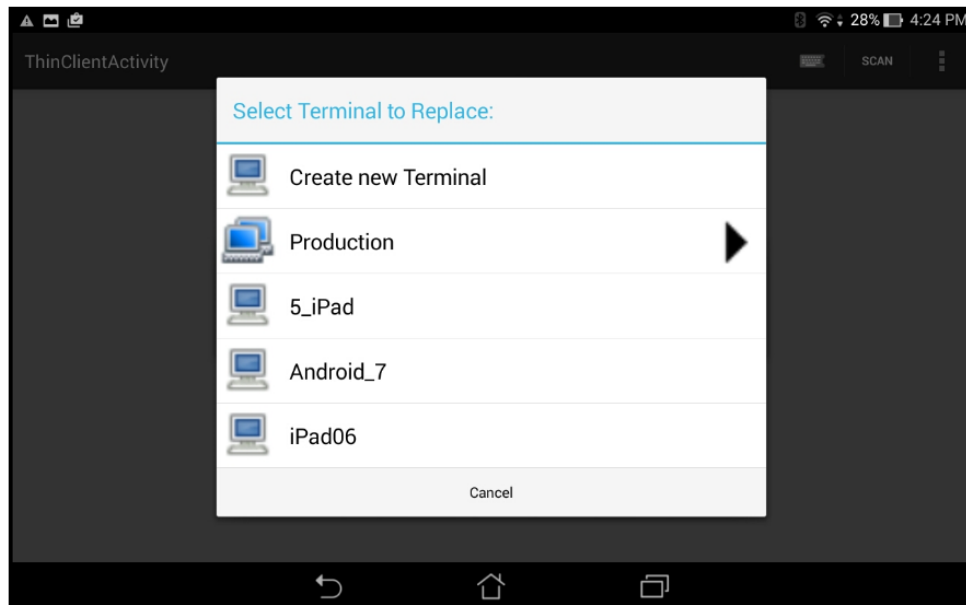 28% 4:24 PM
ThinClientActivity
SCAN
Select Terminal to Replace:
Create new Terminal
Production
5_iPad
Android_7
iPad06
Cancel